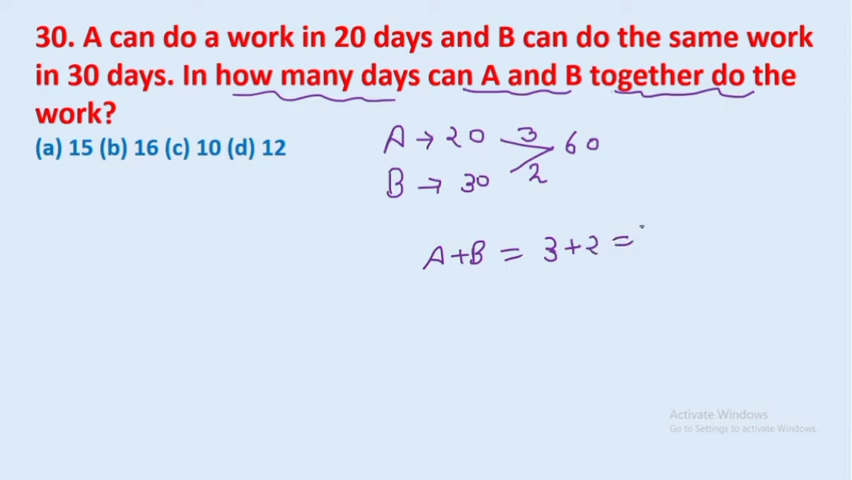 30. A can do a work in 20 days and B can do the same work
in 30 days. In how many days can A and B together do the
work?
(a) 15 (b) 16 (c) 10 (d) 12
A → 20 3 60
B → 30 2
A+B = 3+2 =
Activate Windows
Go to Settings to activate Windows.